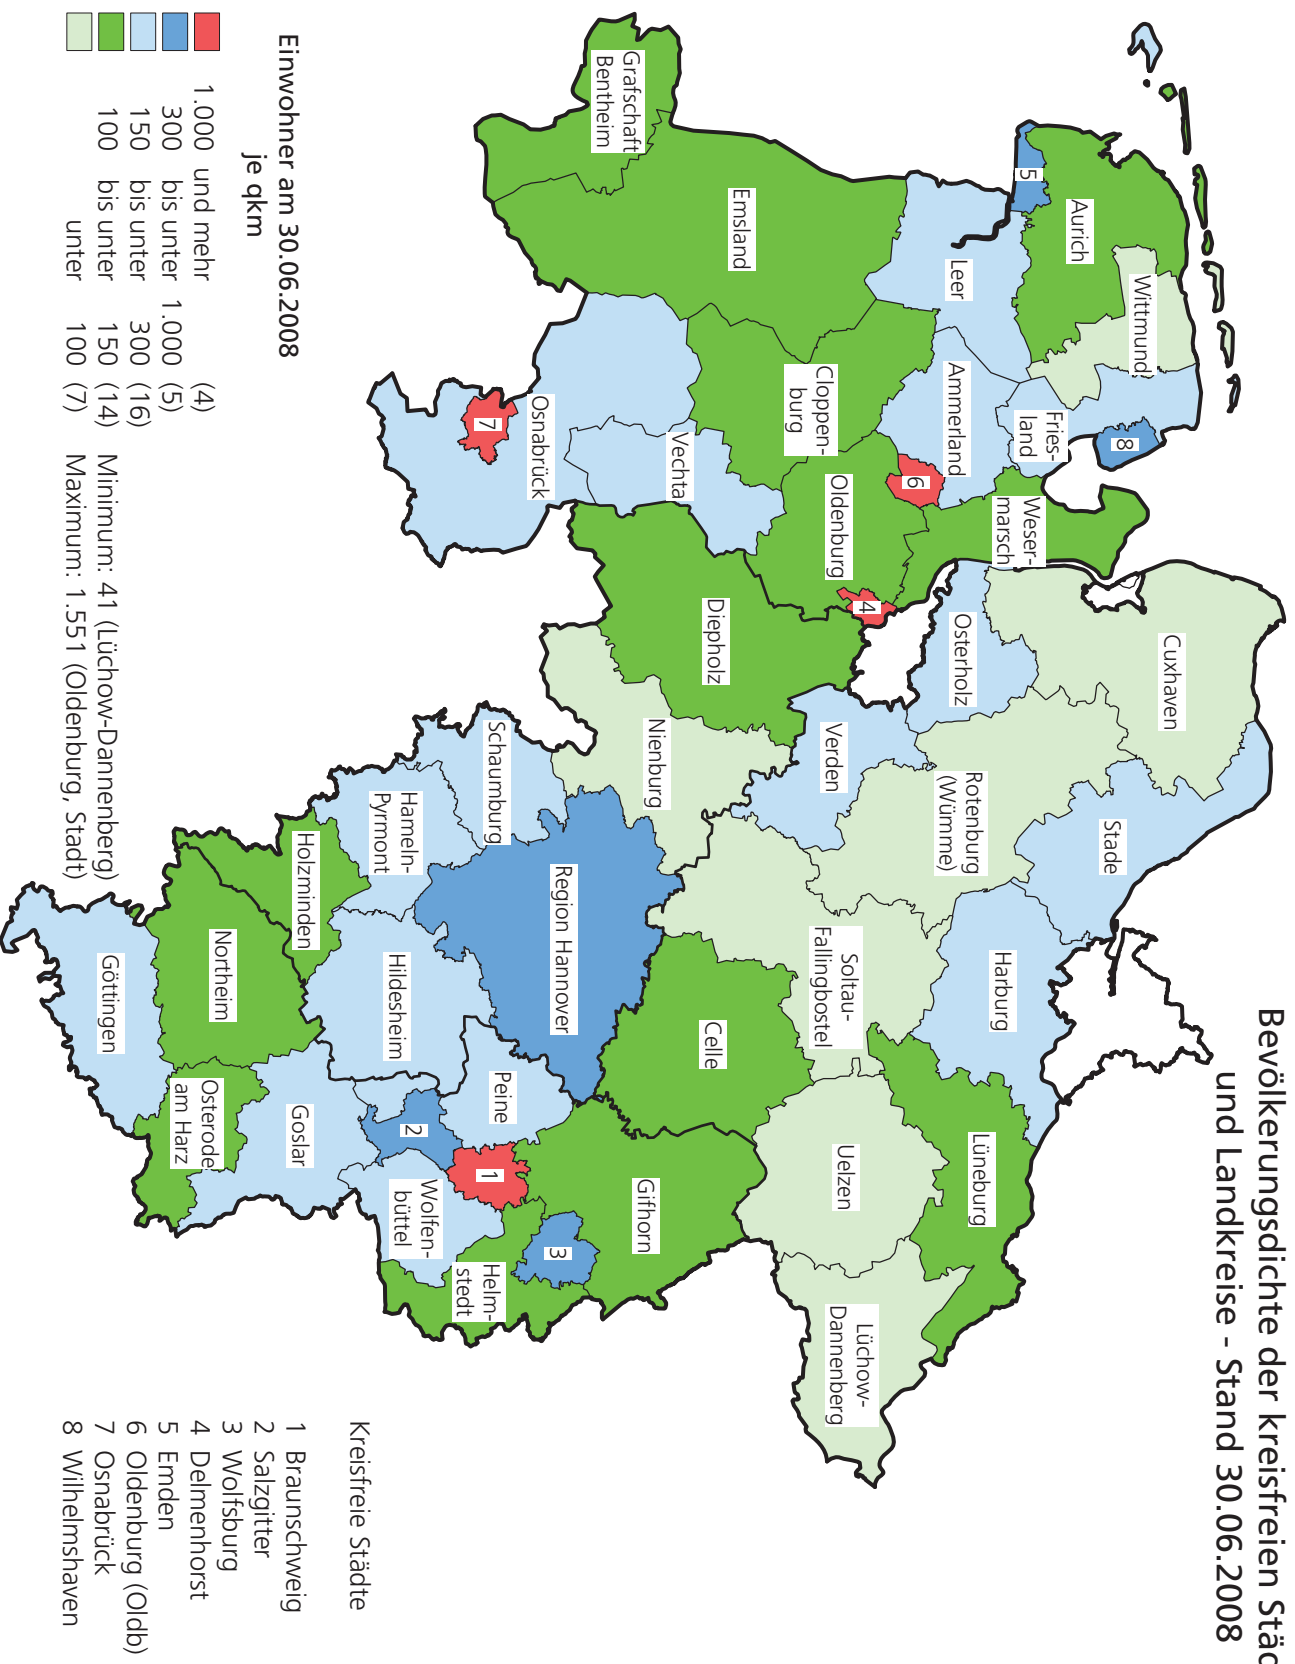 Bevölkerungsdichte der kreisfreien
und Landkreise - Stand 30.06.2008
Grafschaft
Bentheim
Emsland
Leer
Aurich
5
Wittmund
Fries-
land
8
Ammerland
6
Cloppen-
burg
Vechta
Osnabrück
7
Oldenburg
4
Weser-
marsch
Cuxhaven
Osterholz
Diepholz
Nienburg
Verden
Rotenburg
(Wümme)
Stade
Harburg
Soltau-
Fallingbostel
Celle
Region Hannover
Schaumburg
Hameln-
Pyrmont
Holzminden
Hildesheim
Northeim
Göttingen
Osterode
am Harz
Goslar
Peine
2
1
Wolfen-
büttel
Helm-
stedt
3
Gifhorn
Uelzen
Lüneburg
Lüchow-
Dannenberg
Einwohner am 30.06.2008
je qkm
1.000 und mehr (4)
300 bis unter 1.000 (5)
150 bis unter 300 (16)
100 bis unter 150 (14)
unter 100 (7)
Minimum: 41 (Lüchow-Dannenberg)
Maximum: 1.551 (Oldenburg, Stadt)
Kreisfreie Städte
1 Braunschweig
2 Salzgitter
3 Wolfsburg
4 Delmenhorst
5 Emden
6 Oldenburg (Oldb)
7 Osnabrück
8 Wilhelmshaven